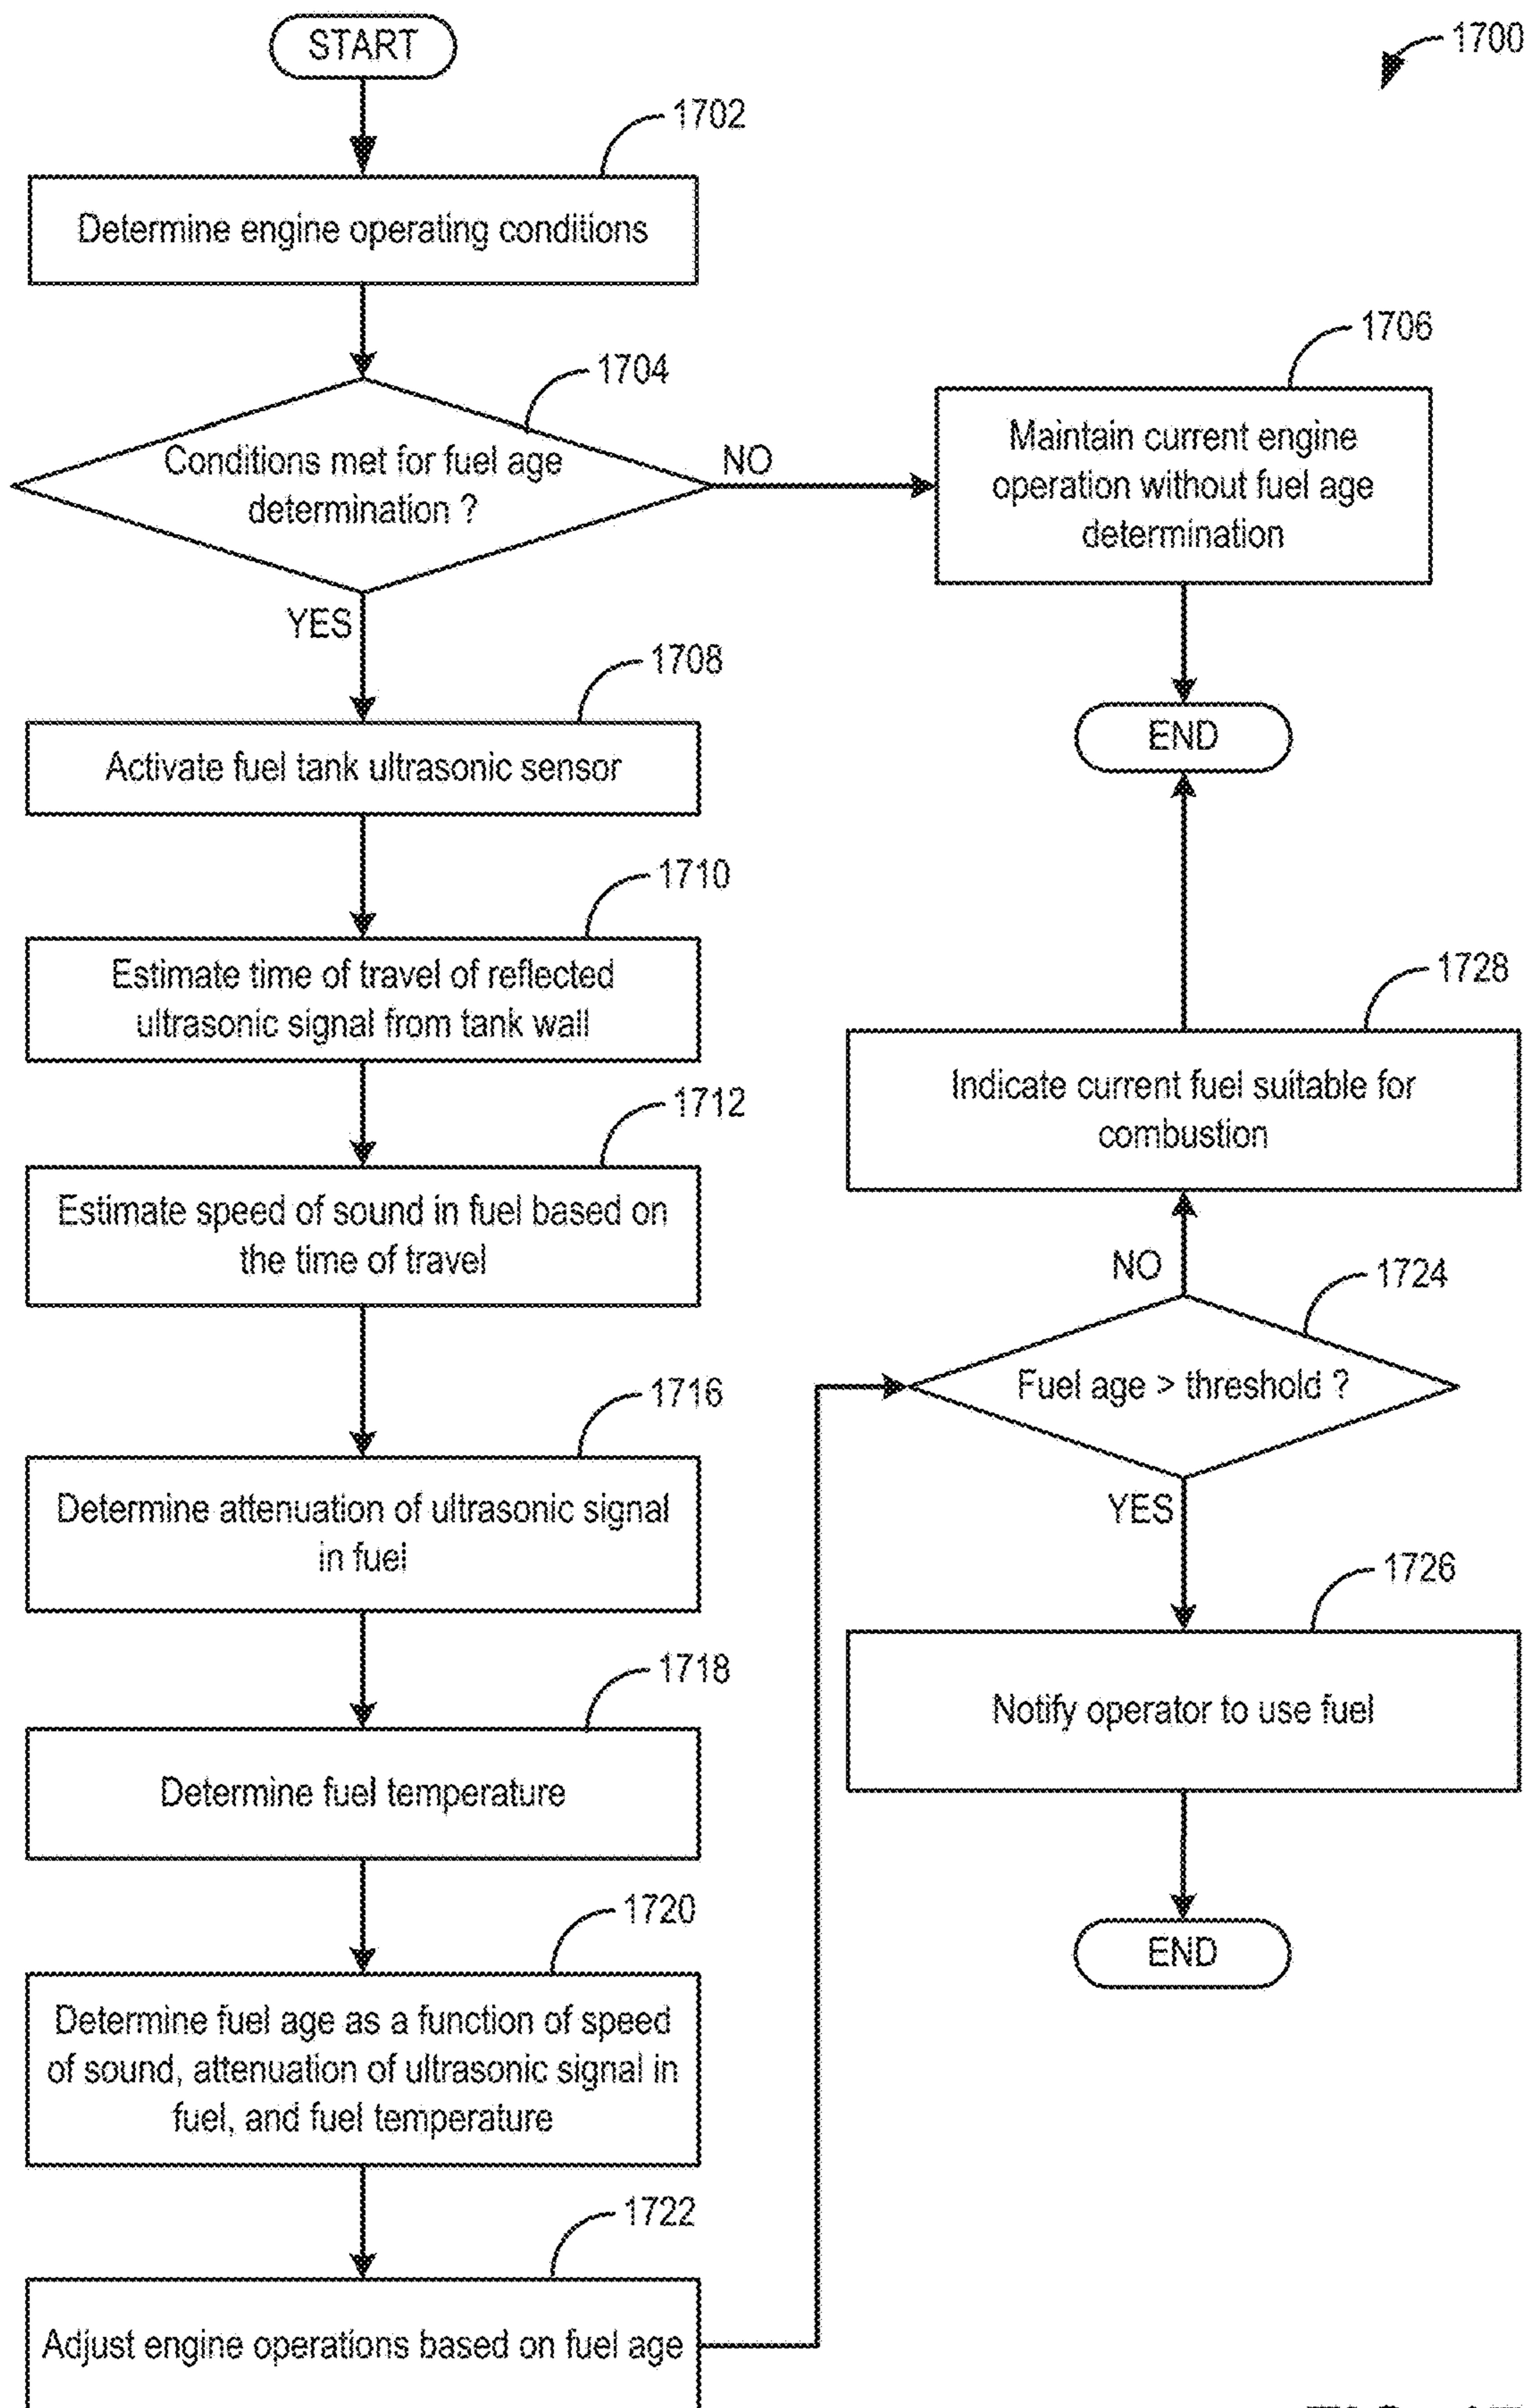 START
1700
1702
Determine engine operating conditions
1704
Conditions met for fuel age
determination ?
NO
YES
1706
Maintain current engine
operation without fuel age
determination
END
1708
Activate fuel tank ultrasonic sensor
1710
Estimate time of travel of reflected
ultrasonic signal from tank wall
1712
Estimate speed of sound in fuel based on
the time of travel
1716
Determine attenuation of ultrasonic signal
in fuel
1718
Determine fuel temperature
1720
Determine fuel age as a function of speed
of sound, attenuation of ultrasonic signal in
fuel, and fuel temperature
1722
Adjust engine operations based on fuel age
1728
Indicate current fuel suitable for
combustion
NO
1724
Fuel age > threshold ?
YES
1726
Notify operator to use fuel
END